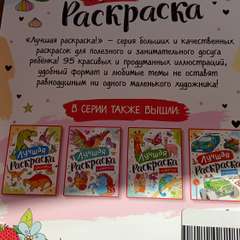 Раскраска
«Лучшая раскраска!» – серия больших и качественных
раскрасок для полезного и занимательного досуга
ребёнка! 95 красивых и продуманных иллюстраций,
удобный формат и любимые темы не оставят
равнодушным ни одного маленького художника!
В СЕРИИ ТАКЖЕ ВЫШЛИ:
Лучшая Раскраска
Лучшая Раскраска
Лучшая Раскраска
Лучшая Раскраска